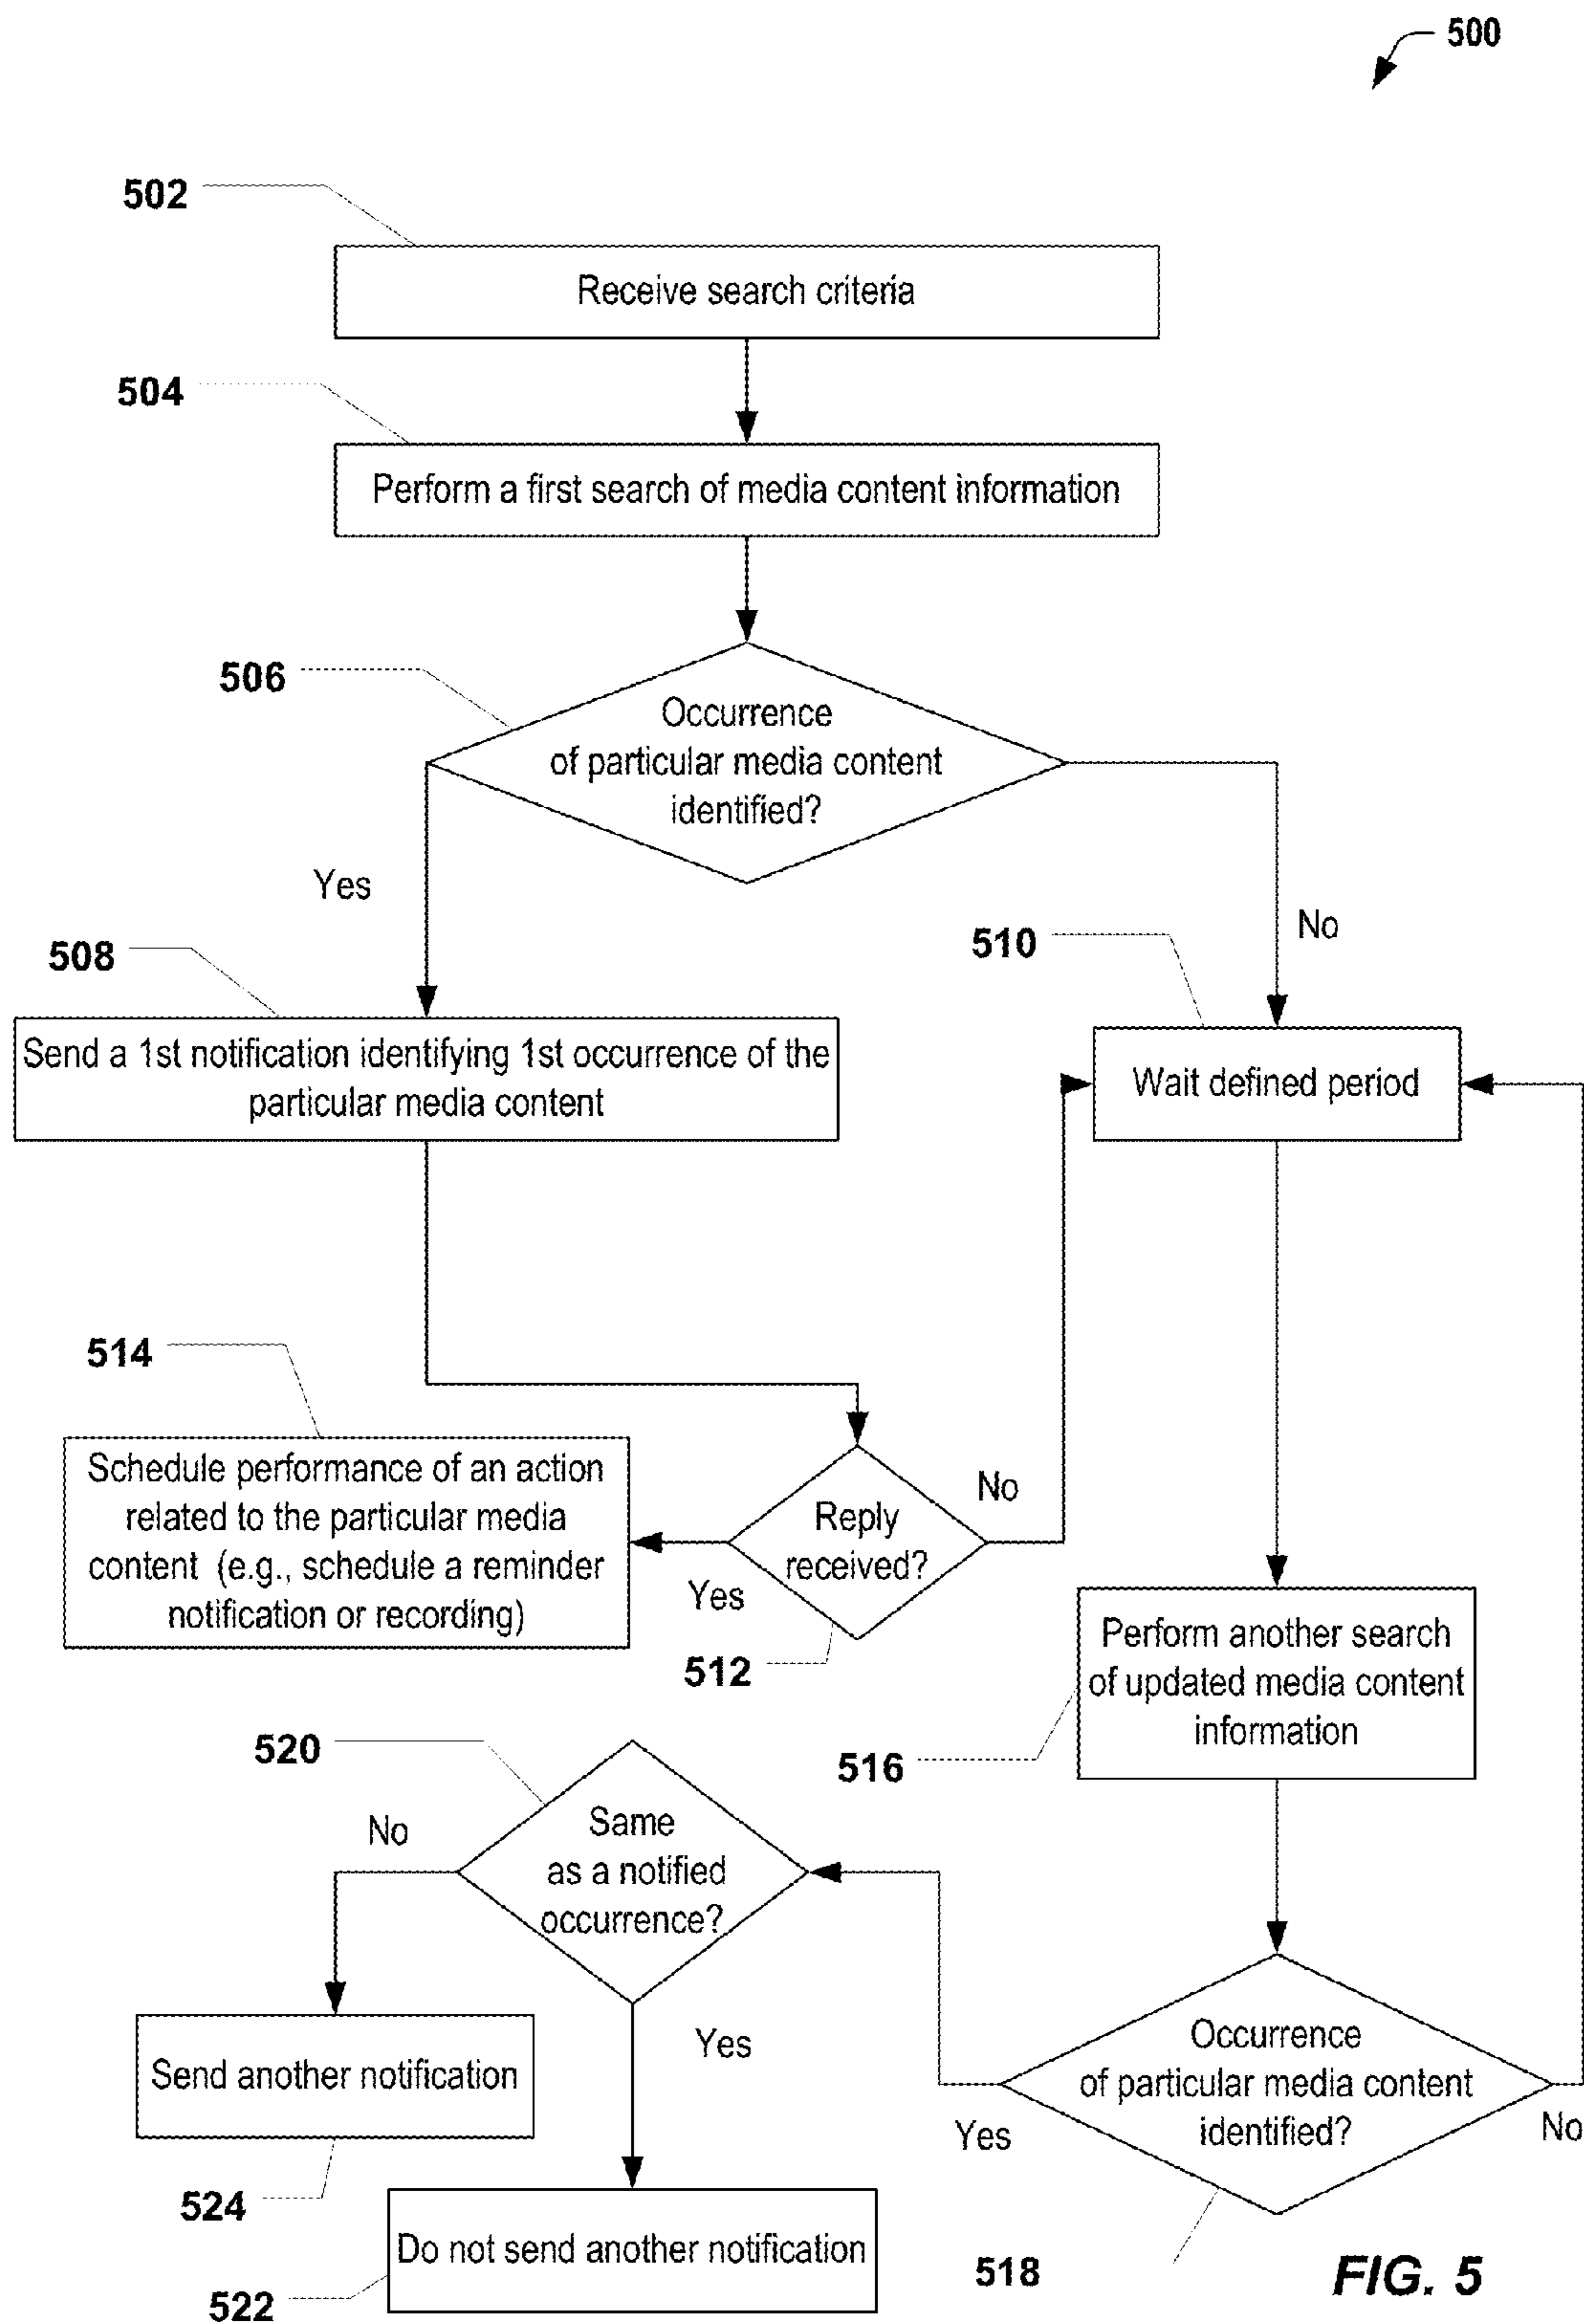 500
502
Receive search criteria
504
Perform a first search of media content information
506
Occurrence
of particular media content
identified?
Yes
No
508
510
Send a 1st notification identifying 1st occurrence of the
particular media content
Wait defined period
514
Schedule performance of an action
related to the particular media
content (e.g., schedule a reminder
notification or recording)
Reply
received?
No
Yes
512
Perform another search
of updated media content
information
516
520
Same
as a notified
occurrence?
No
Yes
Send another notification
524
Do not send another notification
522
Occurrence
of particular media content
identified?
Yes
No
518
FIG. 5